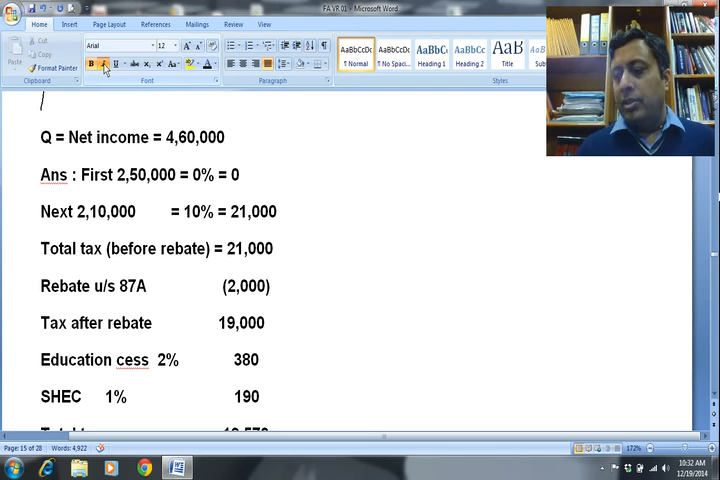 FA VR 01 - Microsoft Word
Home Insert Page Layout References Mailings Review View
Cut
Copy
Paste
Format Painter
Clipboard
Arial 12
Font
Paragraph
AaBbCcDc AaBbCcDc AaBbC AaBbCc AaB AaBbCc
¶ Normal ¶ No Spaci... Heading 1 Heading 2 Title Sub
Styles
Q = Net income = 4,60,000
Ans : First 2,50,000 = 0% = 0
Next 2,10,000 = 10% = 21,000
Total tax (before rebate) = 21,000
Rebate u/s 87A (2,000)
Tax after rebate 19,000
Education cess 2% 380
SHEC 1% 190
Page: 15 of 28 Words: 4,922 172%
10:32 AM
12/19/2014